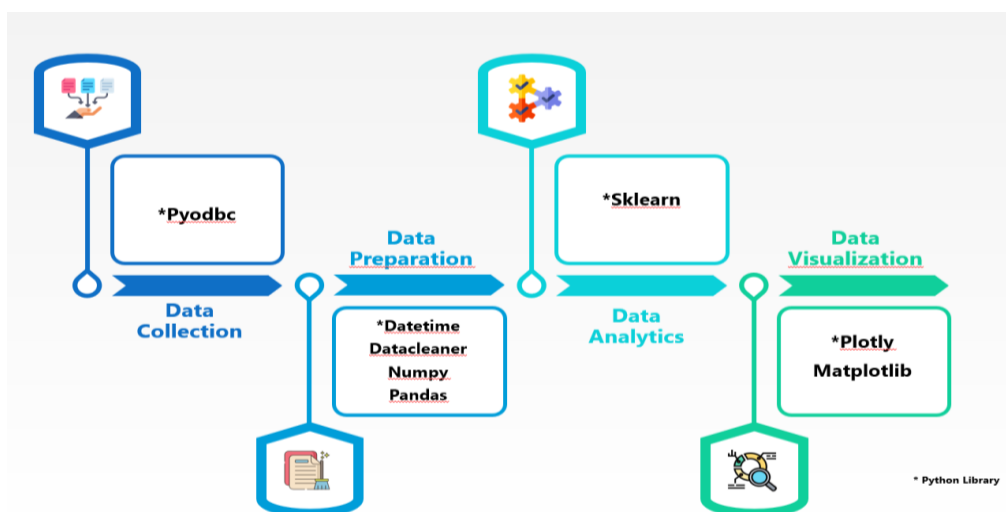 *Pyodbc
Data
Collection
Data
Preparation
*Datetime
Datacleaner
Numpy
Pandas
*Sklearn
Data
Analytics
Data
Visualization
*Plotly
Matplotlib
* Python Library